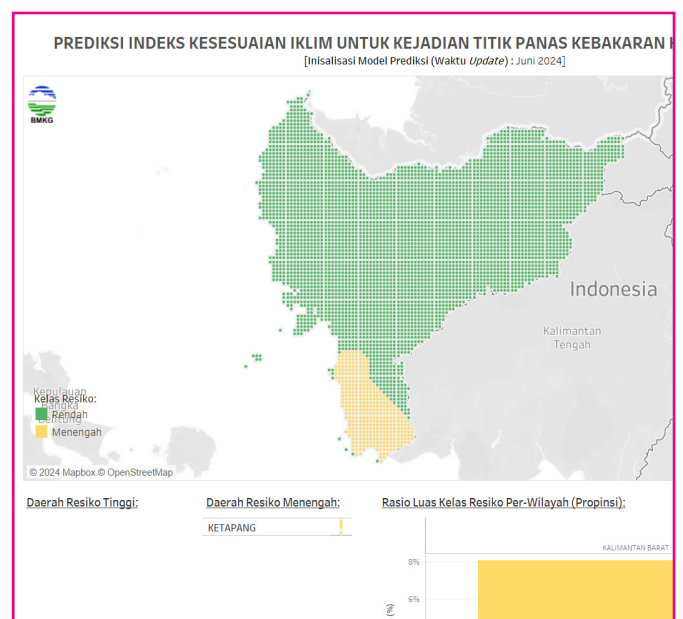 PREDIKSI INDEKS KESESUAIAN IKLIM UNTUK KEJADIAN TITIK PANAS KEBAKARAN
[Inisalisasi Model Prediksi (Waktu Update) : Juni 2024]
BMKG
Indonesia
Kalimantan
Tengah
Kepulauan
Kelas Resiko:
Bangka
Belitung
Rendah
Menengah
© 2024 Mapbox © OpenStreetMap
Daerah Resiko Tinggi:
Daerah Resiko Menengah:
Rasio Luas Kelas Resiko Per-Wilayah (Propinsi):
KETAPANG
!
KALIMANTAN BARAT
8%
6%
(%)